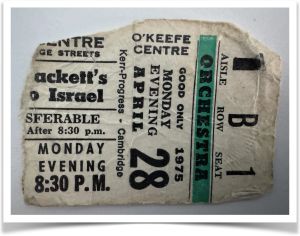 CENTRE
GE STREETS
ackett's
o Israel
SFERABLE
After 8:30 p.m.
MONDAY
EVENING
8:30 P.M.
Kerr-Progress - Cambridge
O'KEEFE
CENTRE
GOOD ONLY
MONDAY
EVENING
APRIL
28
1975
ORCHESTRA
AISLE ROW SEAT
B 1